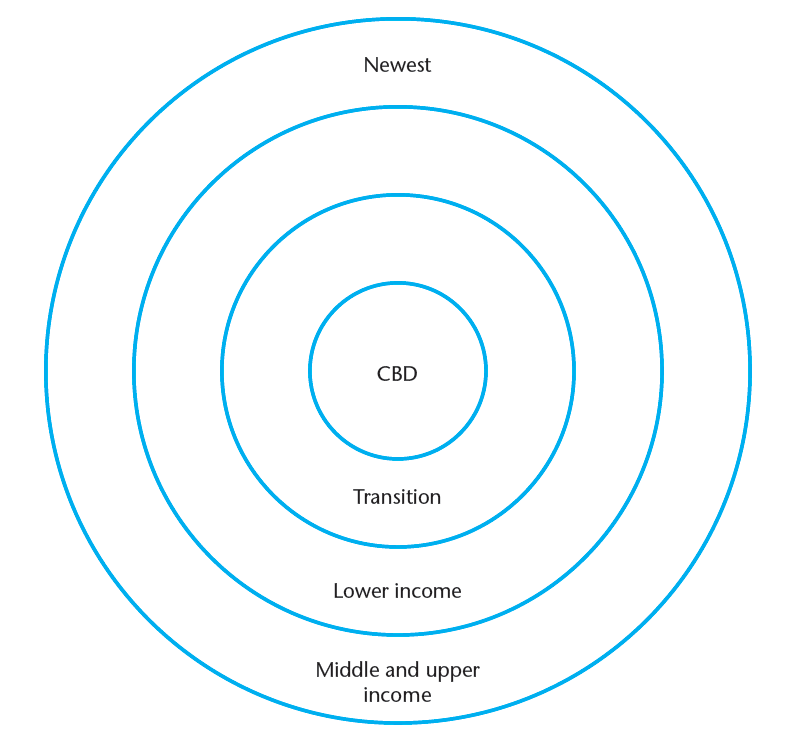 Newest
CBD
Transition
Lower income
Middle and upper
income